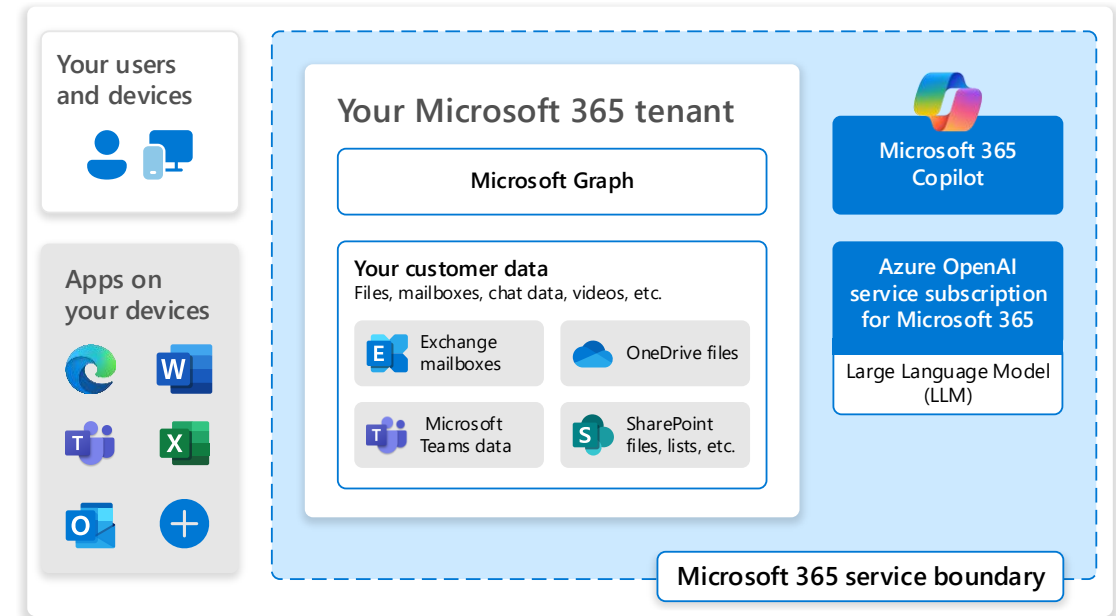 Your users
and devices
Apps on
your devices
W
T
X
O
Your Microsoft 365 tenant
Microsoft Graph
Your customer data
Files, mailboxes, chat data, videos, etc.
E
Exchange
mailboxes
OneDrive files
T
Microsoft
Teams data
S
SharePoint
files, lists, etc.
Microsoft 365
Copilot
Azure OpenAI
service subscription
for Microsoft 365
Large Language Model
(LLM)
Microsoft 365 service boundary